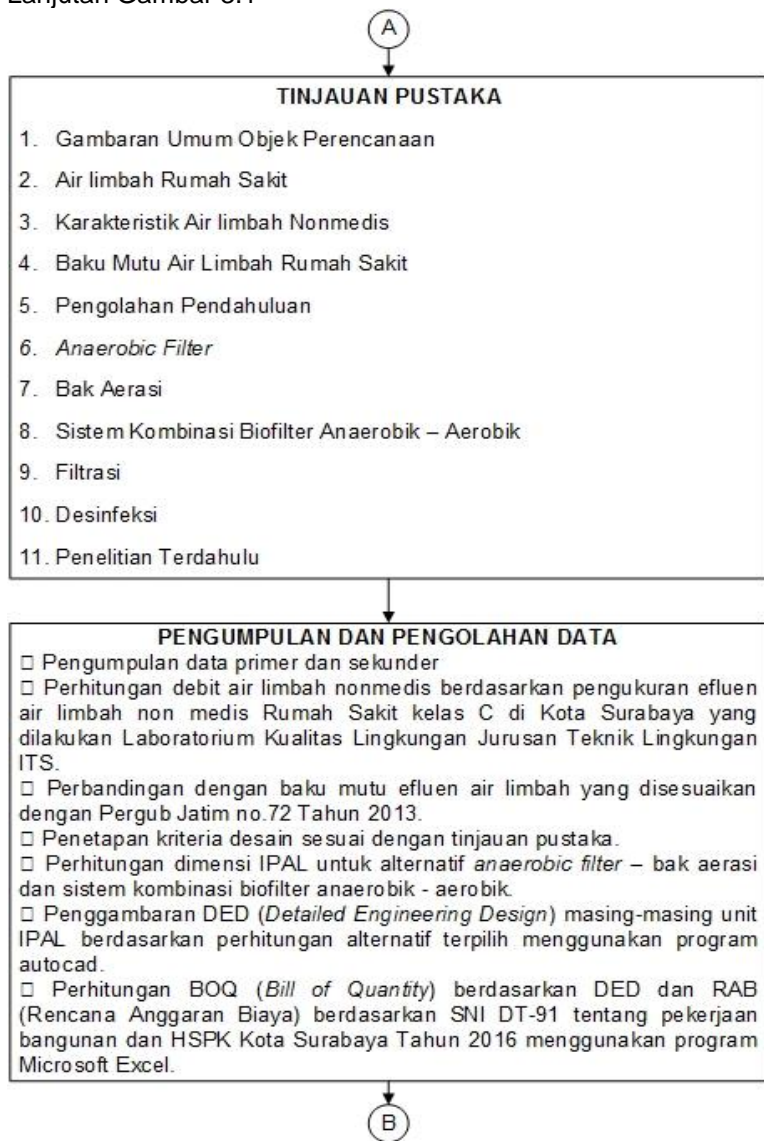 A
TINJAUAN PUSTAKA
1. Gambaran Umum Objek Perencanaan
2. Air limbah Rumah Sakit
3. Karakteristik Air limbah Nonmedis
4. Baku Mutu Air Limbah Rumah Sakit
5. Pengolahan Pendahuluan
6. Anaerobic Filter
7. Bak Aerasi
8. Sistem Kombinasi Biofilter Anaerobik – Aerobik
9. Filtrasi
10. Desinfeksi
11. Penelitian Terdahulu
PENGUMPULAN DAN PENGOLAHAN DATA
□ Pengumpulan data primer dan sekunder
□ Perhitungan debit air limbah nonmedis berdasarkan pengukuran efluen
air limbah non medis Rumah Sakit kelas C di Kota Surabaya yang
dilakukan Laboratorium Kualitas Lingkungan Jurusan Teknik Lingkungan
ITS.
□ Perbandingan dengan baku mutu efluen air limbah yang disesuaikan
dengan Pergub Jatim no.72 Tahun 2013.
□ Penetapan kriteria desain sesuai dengan tinjauan pustaka.
□ Perhitungan dimensi IPAL untuk alternatif anaerobic filter – bak aerasi
dan sistem kombinasi biofilter anaerobik - aerobik.
□ Penggambaran DED (Detailed Engineering Design) masing-masing unit
IPAL berdasarkan perhitungan alternatif terpilih menggunakan program
autocad.
□ Perhitungan BOQ (Bill of Quantity) berdasarkan DED dan RAB
(Rencana Anggaran Biaya) berdasarkan SNI DT-91 tentang pekerjaan
bangunan dan HSPK Kota Surabaya Tahun 2016 menggunakan program
Microsoft Excel.
B